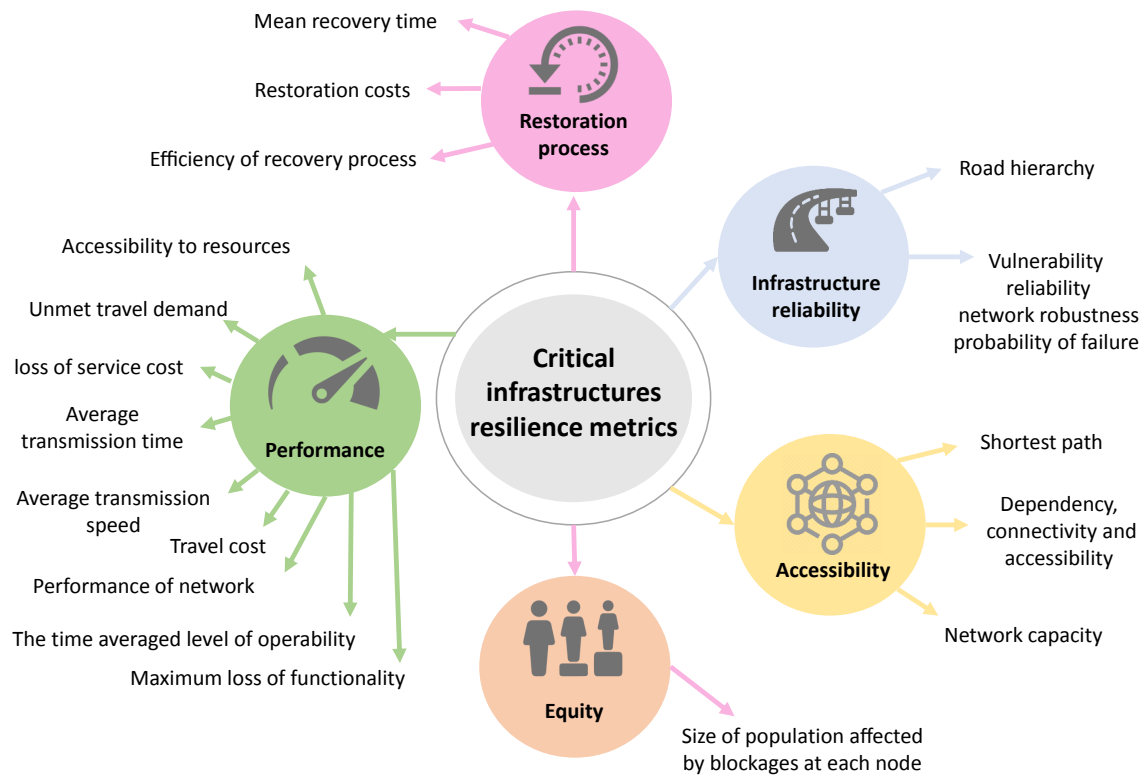 Mean recovery time
Restoration costs
Efficiency of recovery process
Restoration
process
Road hierarchy
Vulnerability
reliability
network robustness
probability of failure
Infrastructure
reliability
Accessibility to resources
Unmet travel demand
loss of service cost
Average
transmission time
Average transmission
speed
Travel cost
Performance of network
The time averaged level of operability
Maximum loss of functionality
Performance
Critical
infrastructures
resilience metrics
Shortest path
Dependency,
connectivity and
accessibility
Network capacity
Accessibility
Equity
Size of population affected
by blockages at each node